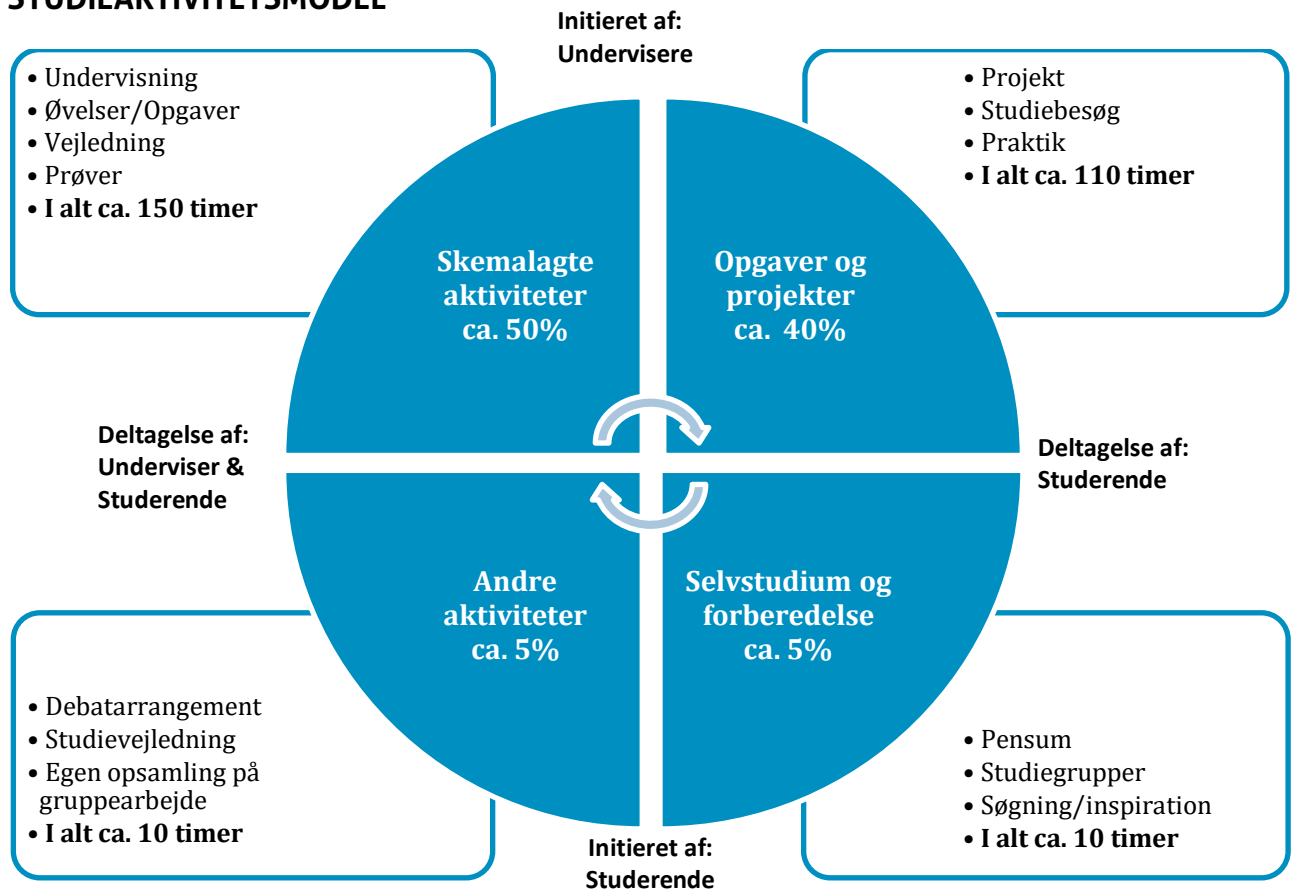 STUDIEAKTIVITETSMODEL
Initieret af:
Undervisere
• Undervisning
• Øvelser/Opgaver
• Vejledning
• Prøver
• I alt ca. 150 timer
• Projekt
• Studiebesøg
• Praktik
• I alt ca. 110 timer
Skemalagte
aktiviteter
ca. 50%
Opgaver og
projekter
ca. 40%
Deltagelse af:
Underviser &
Studerende
Deltagelse af:
Studerende
Andre
aktiviteter
ca. 5%
Selvstudium og
forberedelse
ca. 5%
• Debatarrangement
• Studievejledning
• Egen opsamling på
gruppearbejde
• I alt ca. 10 timer
• Pensum
• Studiegrupper
• Søgning/inspiration
• I alt ca. 10 timer
Initieret af:
Studerende